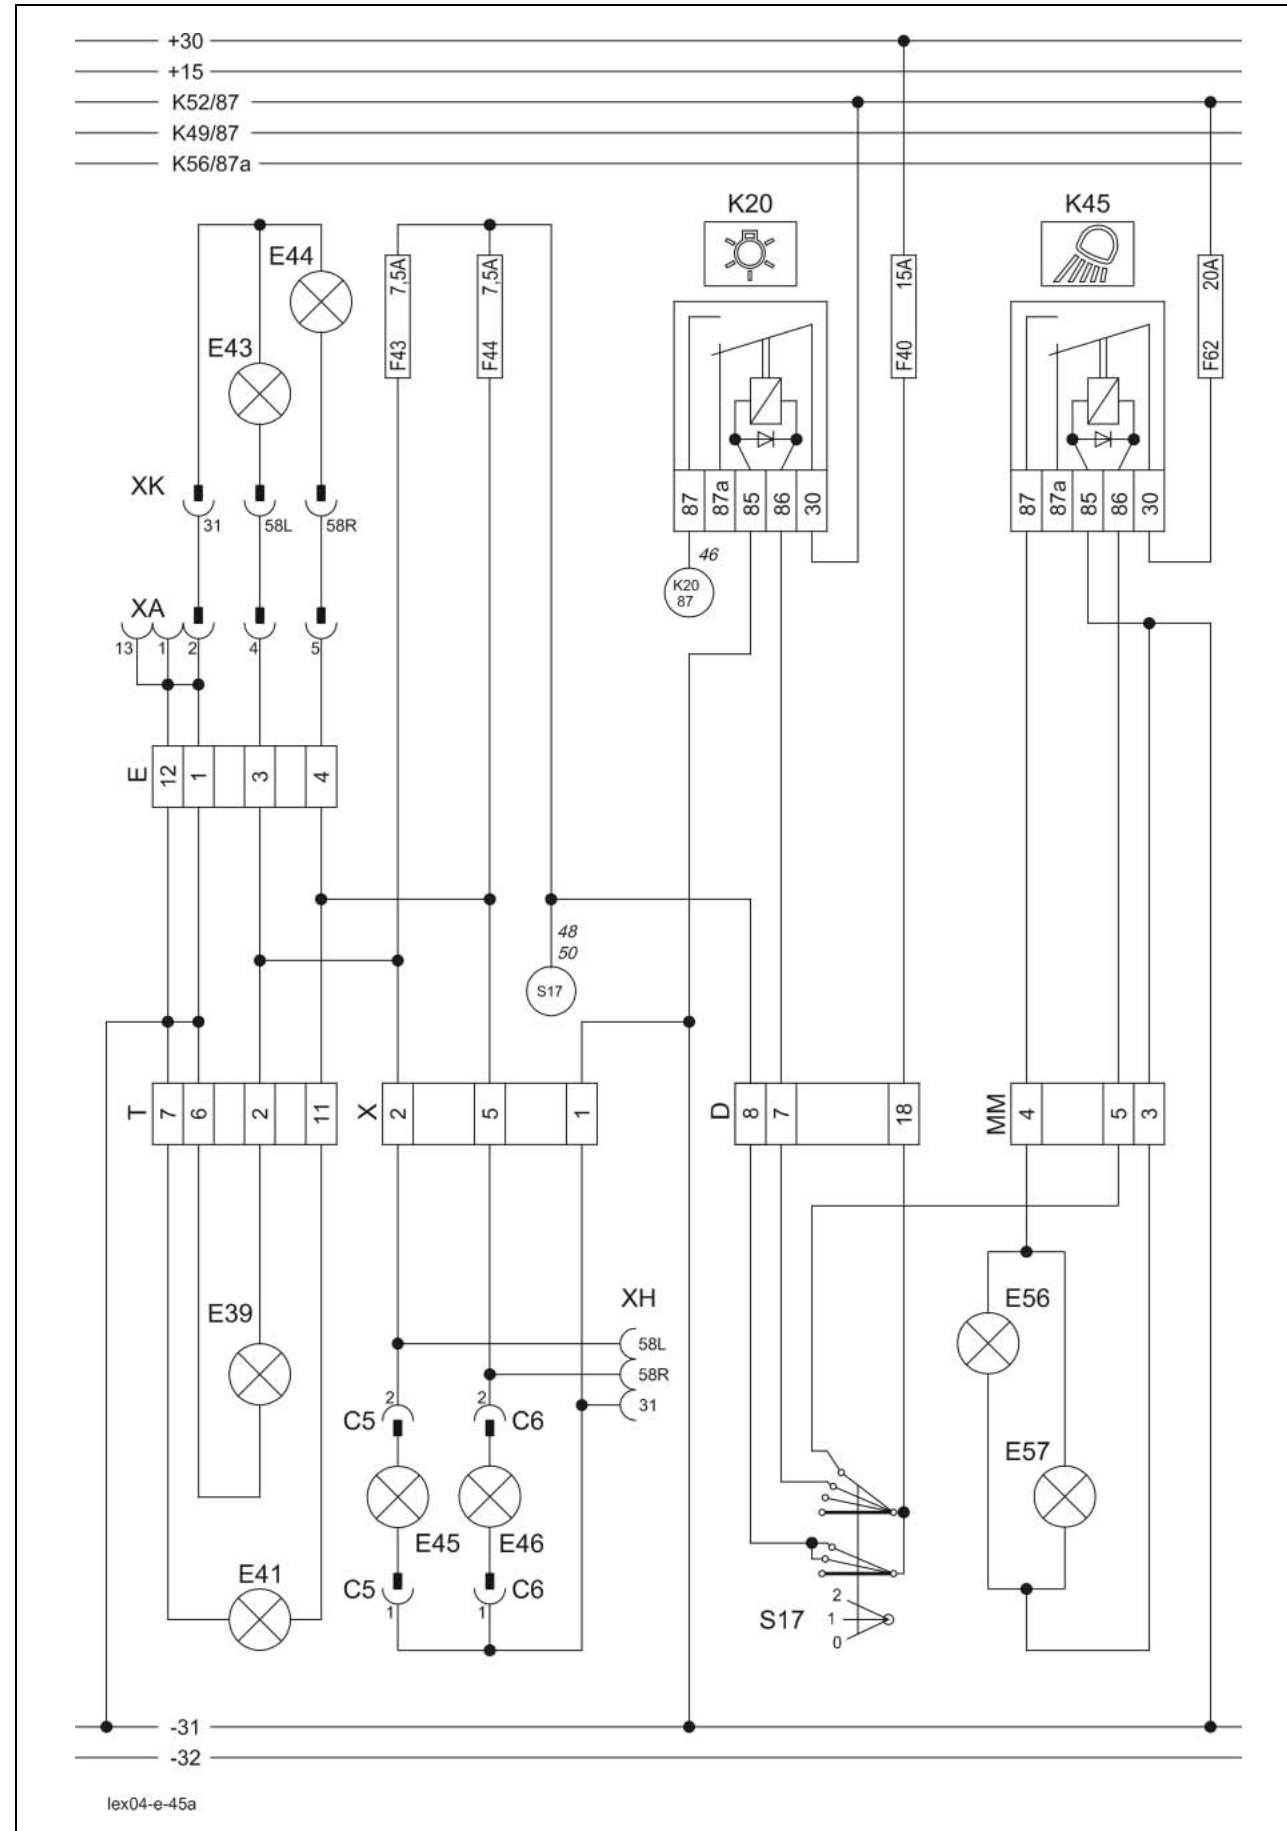 +30
+15
K52/87
K49/87
K56/87a
K20
K45
E44
E43
7,5A
F43
7,5A
F44
15A
F40
20A
F62
XK
31
58L
58R
87
87a
85
86
30
87
87a
85
86
30
46
K20
87
XA
13
1
2
4
5
E
12
1
3
4
48
50
S17
T
7
6
2
11
X
2
5
1
D
8
7
18
MM
4
5
3
E39
XH
58L
58R
31
E56
2
2
C5
C6
E57
E45
E46
C5
C6
1
1
E41
S17
2
1
0
-31
-32
lex04-e-45a